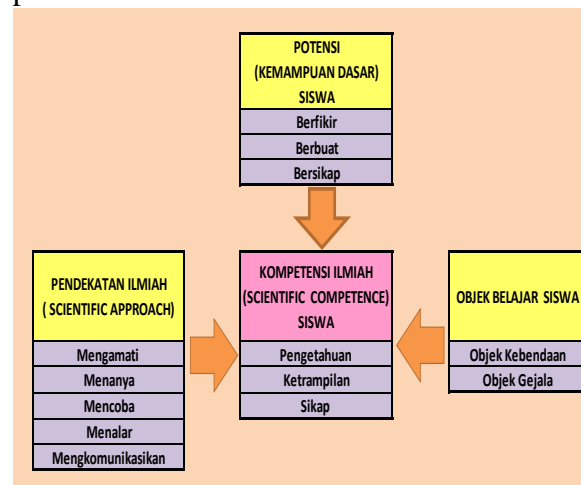 POTENSI
(KEMAMPUAN DASAR)
SISWA
Berfikir
Berbuat
Bersikap
PENDEKATAN ILMIAH
( SCIENTIFIC APPROACH)
Mengamati
Menanya
Mencoba
Menalar
Mengkomunikasikan
KOMPETENSI ILMIAH
(SCIENTIFIC COMPETENCE)
SISWA
Pengetahuan
Ketrampilan
Sikap
OBJEK BELAJAR SISWA
Objek Kebendaan
Objek Gejala